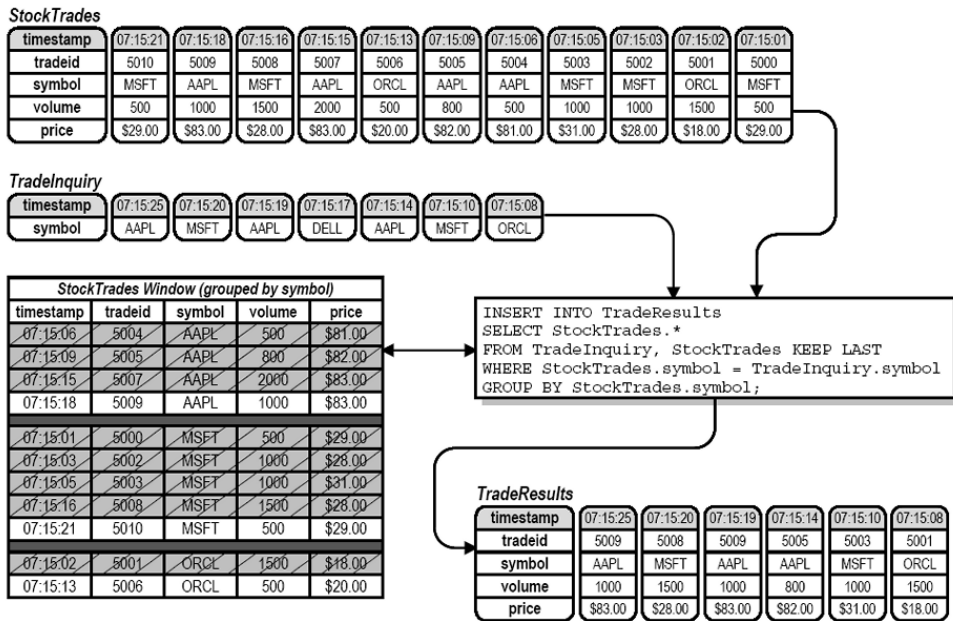 StockTrades
timestamp 07:15:21 07:15:18 07:15:16 07:15:15 07:15:13 07:15:09 07:15:06 07:15:05 07:15:03 07:15:02 07:15:01
tradeid 5010 5009 5008 5007 5006 5005 5004 5003 5002 5001 5000
symbol MSFT AAPL MSFT AAPL ORCL AAPL AAPL MSFT MSFT ORCL MSFT
volume 500 1000 1500 2000 500 800 500 1000 1000 1500 500
price $29.00 $83.00 $28.00 $83.00 $20.00 $82.00 $81.00 $31.00 $28.00 $18.00 $29.00
TradeInquiry
timestamp 07:15:25 07:15:20 07:15:19 07:15:17 07:15:14 07:15:10 07:15:08
symbol AAPL MSFT AAPL DELL AAPL MSFT ORCL
StockTrades Window (grouped by symbol)
timestamp tradeid symbol volume price
07:15:06 5004 AAPL 500 $81.00
07:15:09 5005 AAPL 800 $82.00
07:15:15 5007 AAPL 2000 $83.00
07:15:18 5009 AAPL 1000 $83.00
07:15:01 5000 MSFT 500 $29.00
07:15:03 5002 MSFT 1000 $28.00
07:15:05 5003 MSFT 1000 $31.00
07:15:16 5008 MSFT 1500 $28.00
07:15:21 5010 MSFT 500 $29.00
07:15:02 5001 ORCL 1500 $18.00
07:15:13 5006 ORCL 500 $20.00
INSERT INTO TradeResults
SELECT StockTrades.*
FROM TradeInquiry, StockTrades KEEP LAST
WHERE StockTrades.symbol = TradeInquiry.symbol
GROUP BY StockTrades.symbol;
TradeResults
timestamp 07:15:25 07:15:20 07:15:19 07:15:14 07:15:10 07:15:08
tradeid 5009 5008 5009 5005 5003 5001
symbol AAPL MSFT AAPL AAPL MSFT ORCL
volume 1000 1500 1000 800 1000 1500
price $83.00 $28.00 $83.00 $82.00 $31.00 $18.00